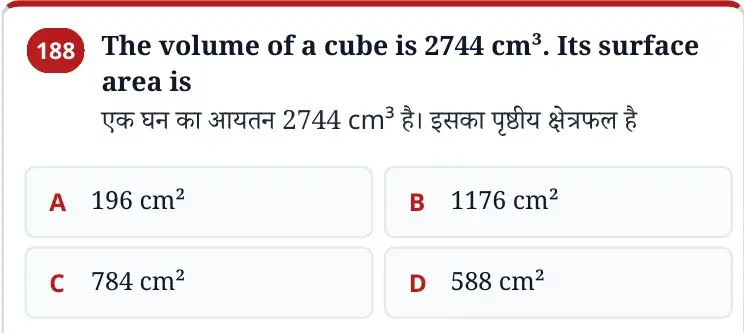 188 The volume of a cube is 2744 cm³. Its surface
area is
एक घन का आयतन 2744 cm³ है। इसका पृष्ठीय क्षेत्रफल है
A 196 cm² B 1176 cm²
C 784 cm² D 588 cm²